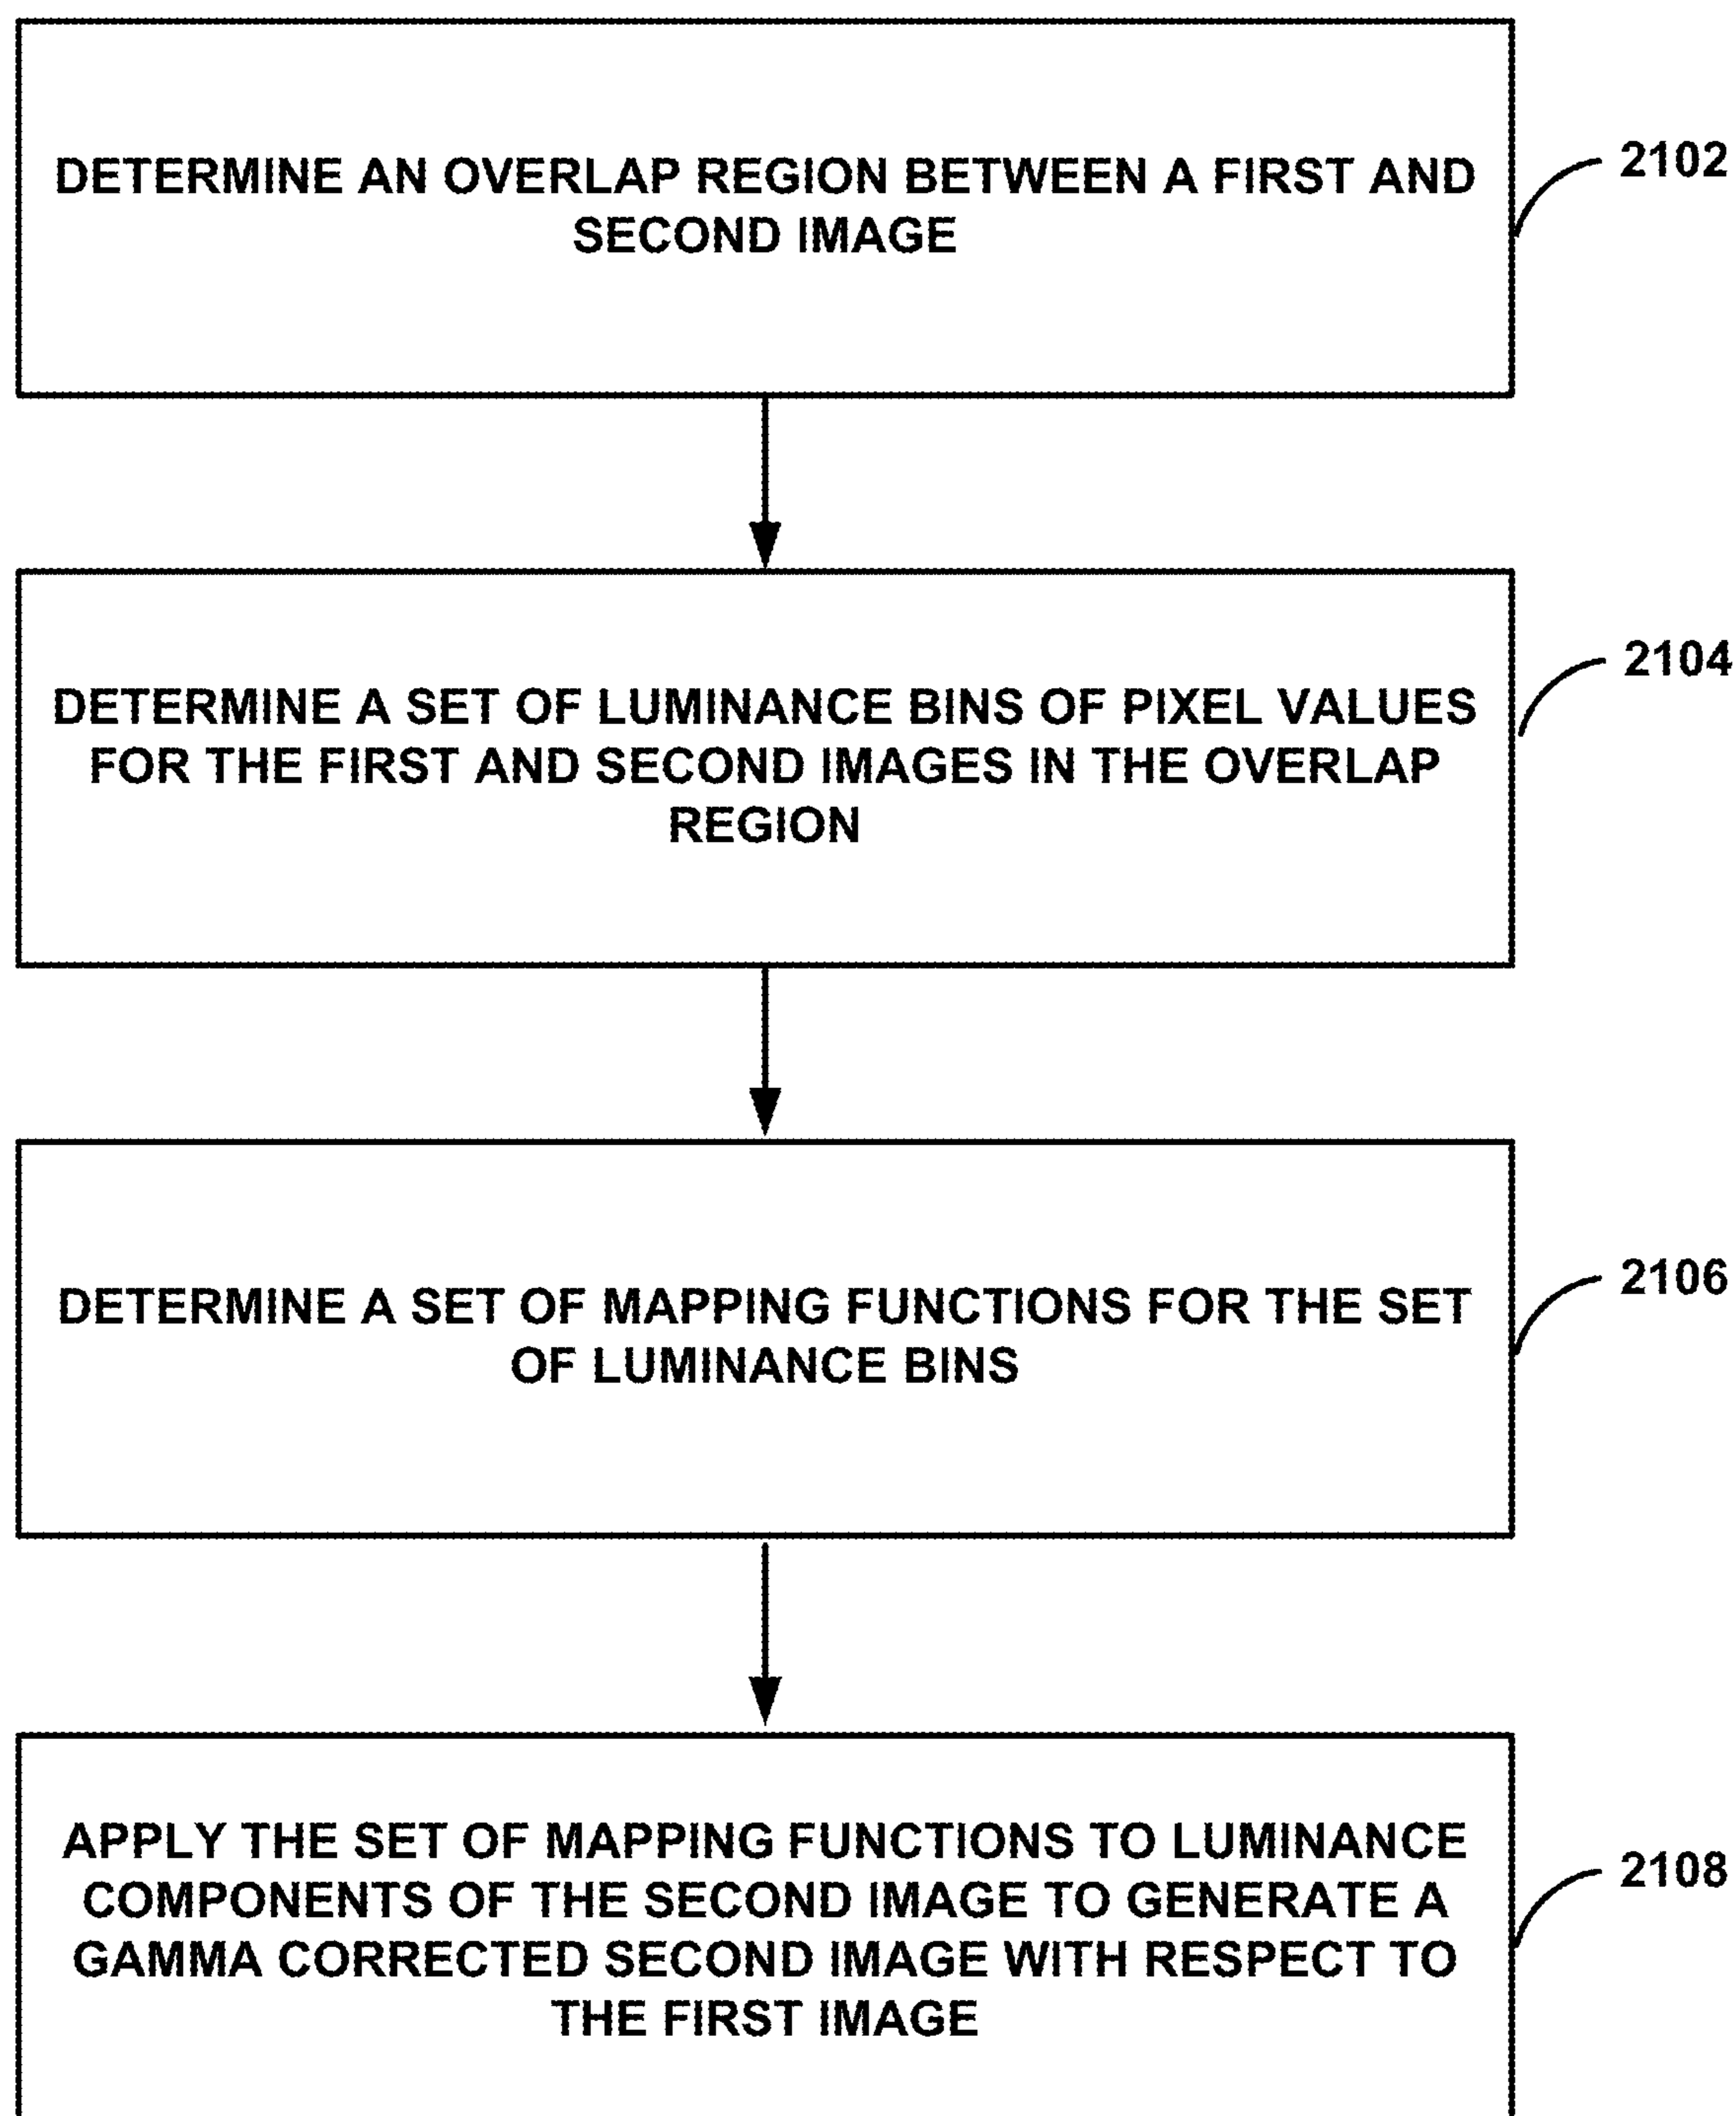 DETERMINE AN OVERLAP REGION BETWEEN A FIRST AND
SECOND IMAGE
2102
DETERMINE A SET OF LUMINANCE BINS OF PIXEL VALUES
FOR THE FIRST AND SECOND IMAGES IN THE OVERLAP
REGION
2104
DETERMINE A SET OF MAPPING FUNCTIONS FOR THE SET
OF LUMINANCE BINS
2106
APPLY THE SET OF MAPPING FUNCTIONS TO LUMINANCE
COMPONENTS OF THE SECOND IMAGE TO GENERATE A
GAMMA CORRECTED SECOND IMAGE WITH RESPECT TO
THE FIRST IMAGE
2108